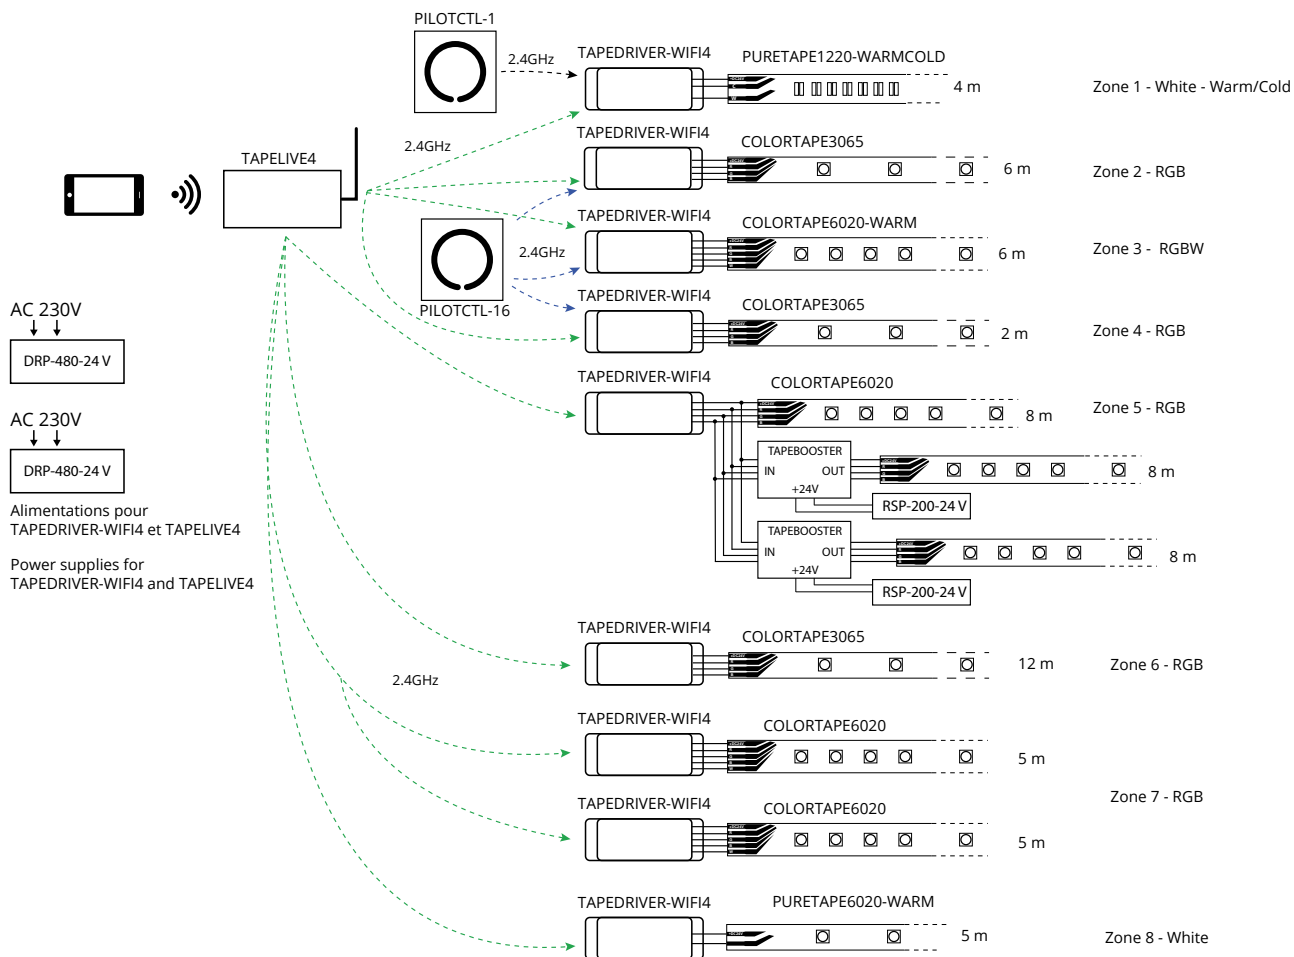 PILOTCTL-1
2.4GHz
TAPEDRIVER-WIFI4
PURETAPE1220-WARMCOLD
4 m
Zone 1 - White - Warm/Cold
TAPELIVE4
2.4GHz
TAPEDRIVER-WIFI4
COLORTAPE3065
6 m
Zone 2 - RGB
PILOTCTL-16
2.4GHz
TAPEDRIVER-WIFI4
COLORTAPE6020-WARM
6 m
Zone 3 - RGBW
TAPEDRIVER-WIFI4
COLORTAPE3065
2 m
Zone 4 - RGB
AC 230V
DRP-480-24 V
AC 230V
DRP-480-24 V
Alimentations pour
TAPEDRIVER-WIFI4 et TAPELIVE4
Power supplies for
TAPEDRIVER-WIFI4 and TAPELIVE4
TAPEDRIVER-WIFI4
COLORTAPE6020
8 m
Zone 5 - RGB
TAPEBOOSTER
IN
OUT
+24V
8 m
RSP-200-24 V
TAPEBOOSTER
IN
OUT
+24V
8 m
RSP-200-24 V
TAPEDRIVER-WIFI4
COLORTAPE3065
12 m
Zone 6 - RGB
2.4GHz
TAPEDRIVER-WIFI4
COLORTAPE6020
5 m
Zone 7 - RGB
TAPEDRIVER-WIFI4
COLORTAPE6020
5 m
TAPEDRIVER-WIFI4
PURETAPE6020-WARM
5 m
Zone 8 - White